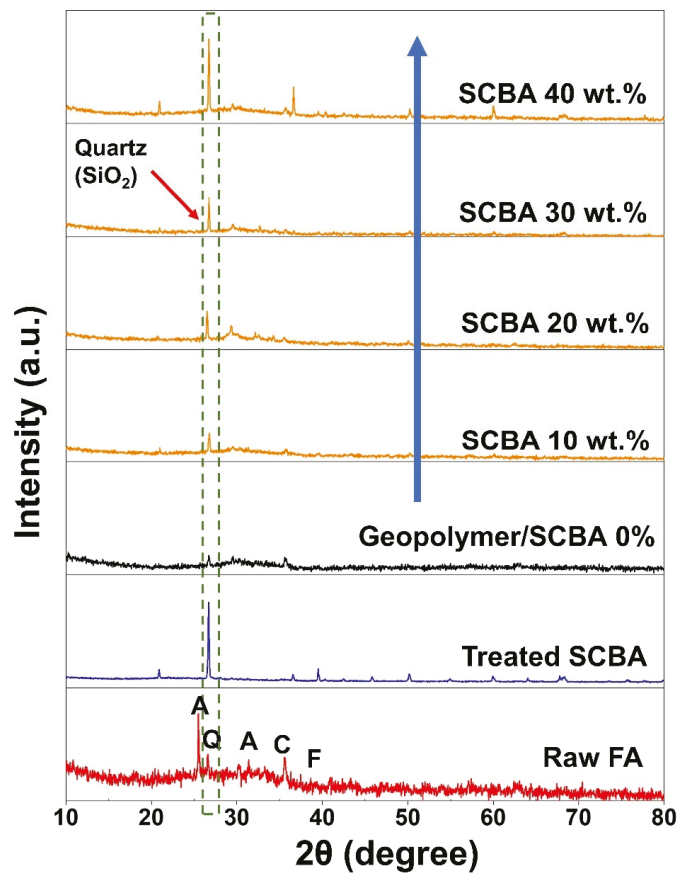 SCBA 40 wt.%
Quartz
(SiO₂)
SCBA 30 wt.%
SCBA 20 wt.%
SCBA 10 wt.%
Geopolymer/SCBA 0%
Treated SCBA
A
Q
A
C
F
Raw FA
Intensity (a.u.)
10 20 30 40 50 60 70 80
2θ (degree)